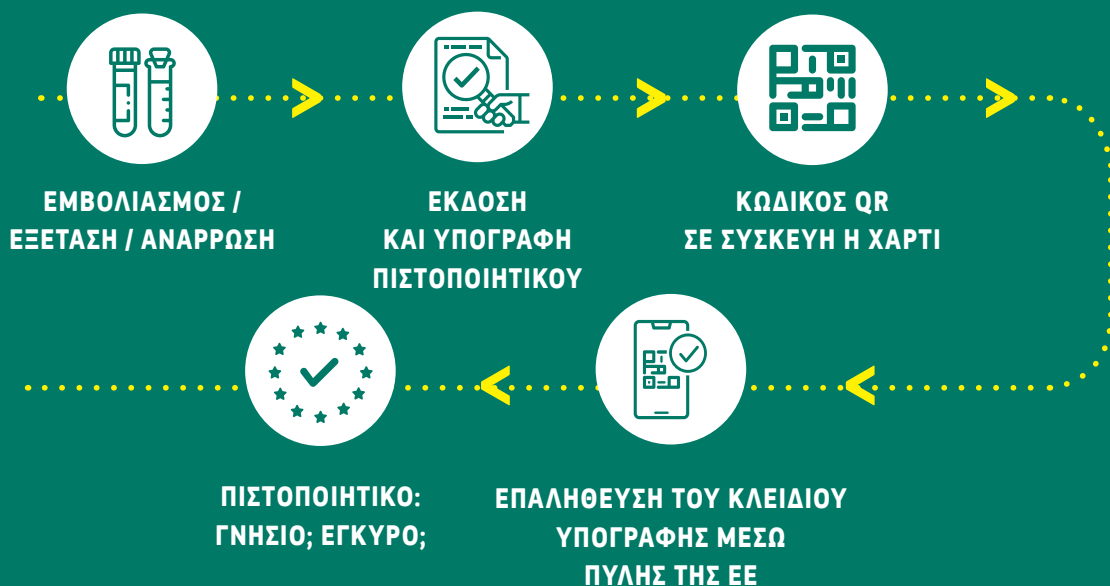 ΕΜΒΟΛΙΑΣΜΟΣ /
ΕΞΕΤΑΣΗ / ΑΝΑΡΡΩΣΗ
ΕΚΔΟΣΗ
ΚΑΙ ΥΠΟΓΡΑΦΗ
ΠΙΣΤΟΠΟΙΗΤΙΚΟΥ
ΚΩΔΙΚΟΣ QR
ΣΕ ΣΥΣΚΕΥΗ Η ΧΑΡΤΙ
ΕΠΑΛΗΘΕΥΣΗ ΤΟΥ ΚΛΕΙΔΙΟΥ
ΥΠΟΓΡΑΦΗΣ ΜΕΣΩ
ΠΥΛΗΣ ΤΗΣ ΕΕ
ΠΙΣΤΟΠΟΙΗΤΙΚΟ:
ΓΝΗΣΙΟ; ΕΓΚΥΡΟ;